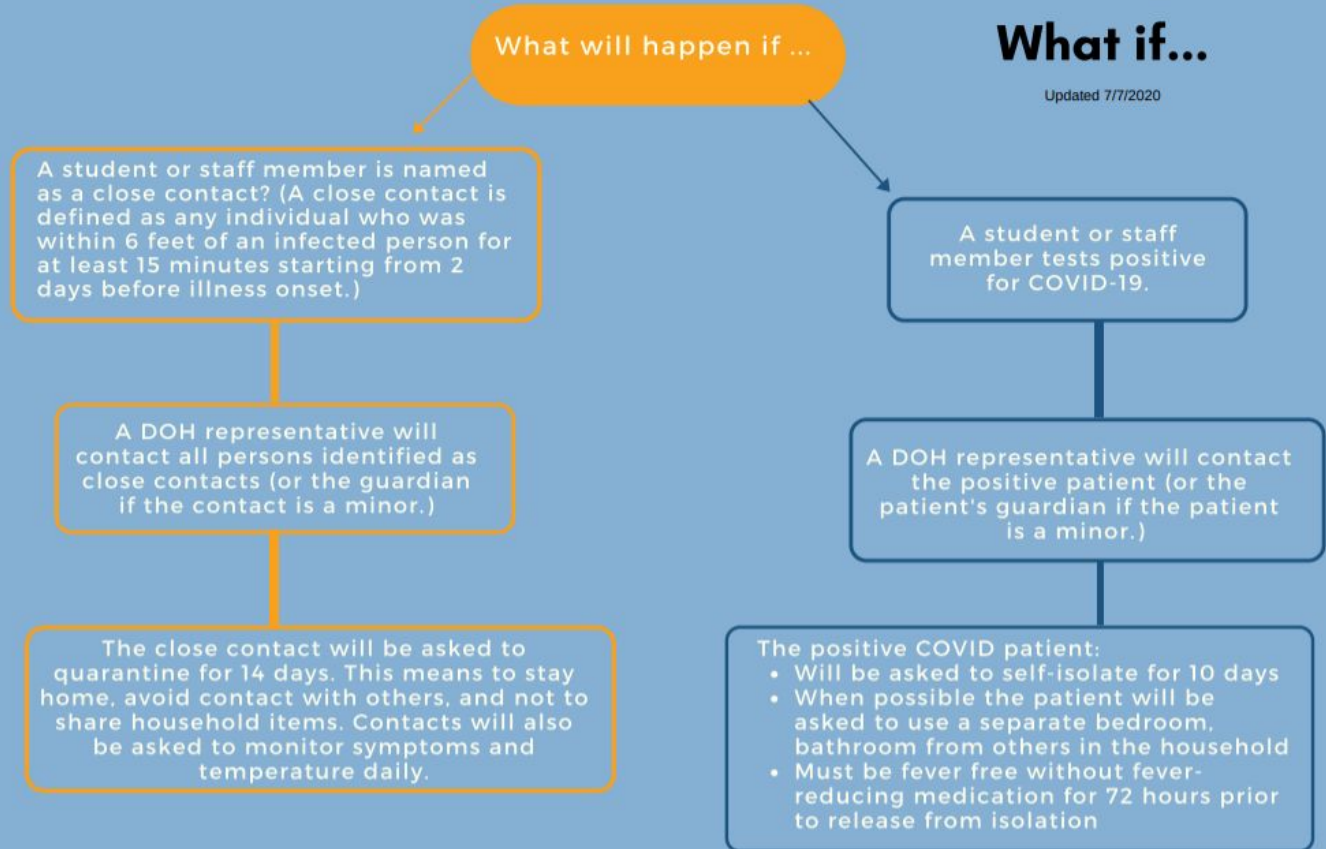 What will happen if ...
What if...
Updated 7/7/2020
A student or staff member is named
as a close contact? (A close contact is
defined as any individual who was
within 6 feet of an infected person for
at least 15 minutes starting from 2
days before illness onset.)
A DOH representative will
contact all persons identified as
close contacts (or the guardian
if the contact is a minor.)
The close contact will be asked to
quarantine for 14 days. This means to stay
home, avoid contact with others, and not to
share household items. Contacts will also
be asked to monitor symptoms and
temperature daily.
A student or staff
member tests positive
for COVID-19.
A DOH representative will contact
the positive patient (or the
patient's guardian if the patient
is a minor.)
The positive COVID patient:
• Will be asked to self-isolate for 10 days
• When possible the patient will be
asked to use a separate bedroom,
bathroom from others in the household
• Must be fever free without fever-
reducing medication for 72 hours prior
to release from isolation